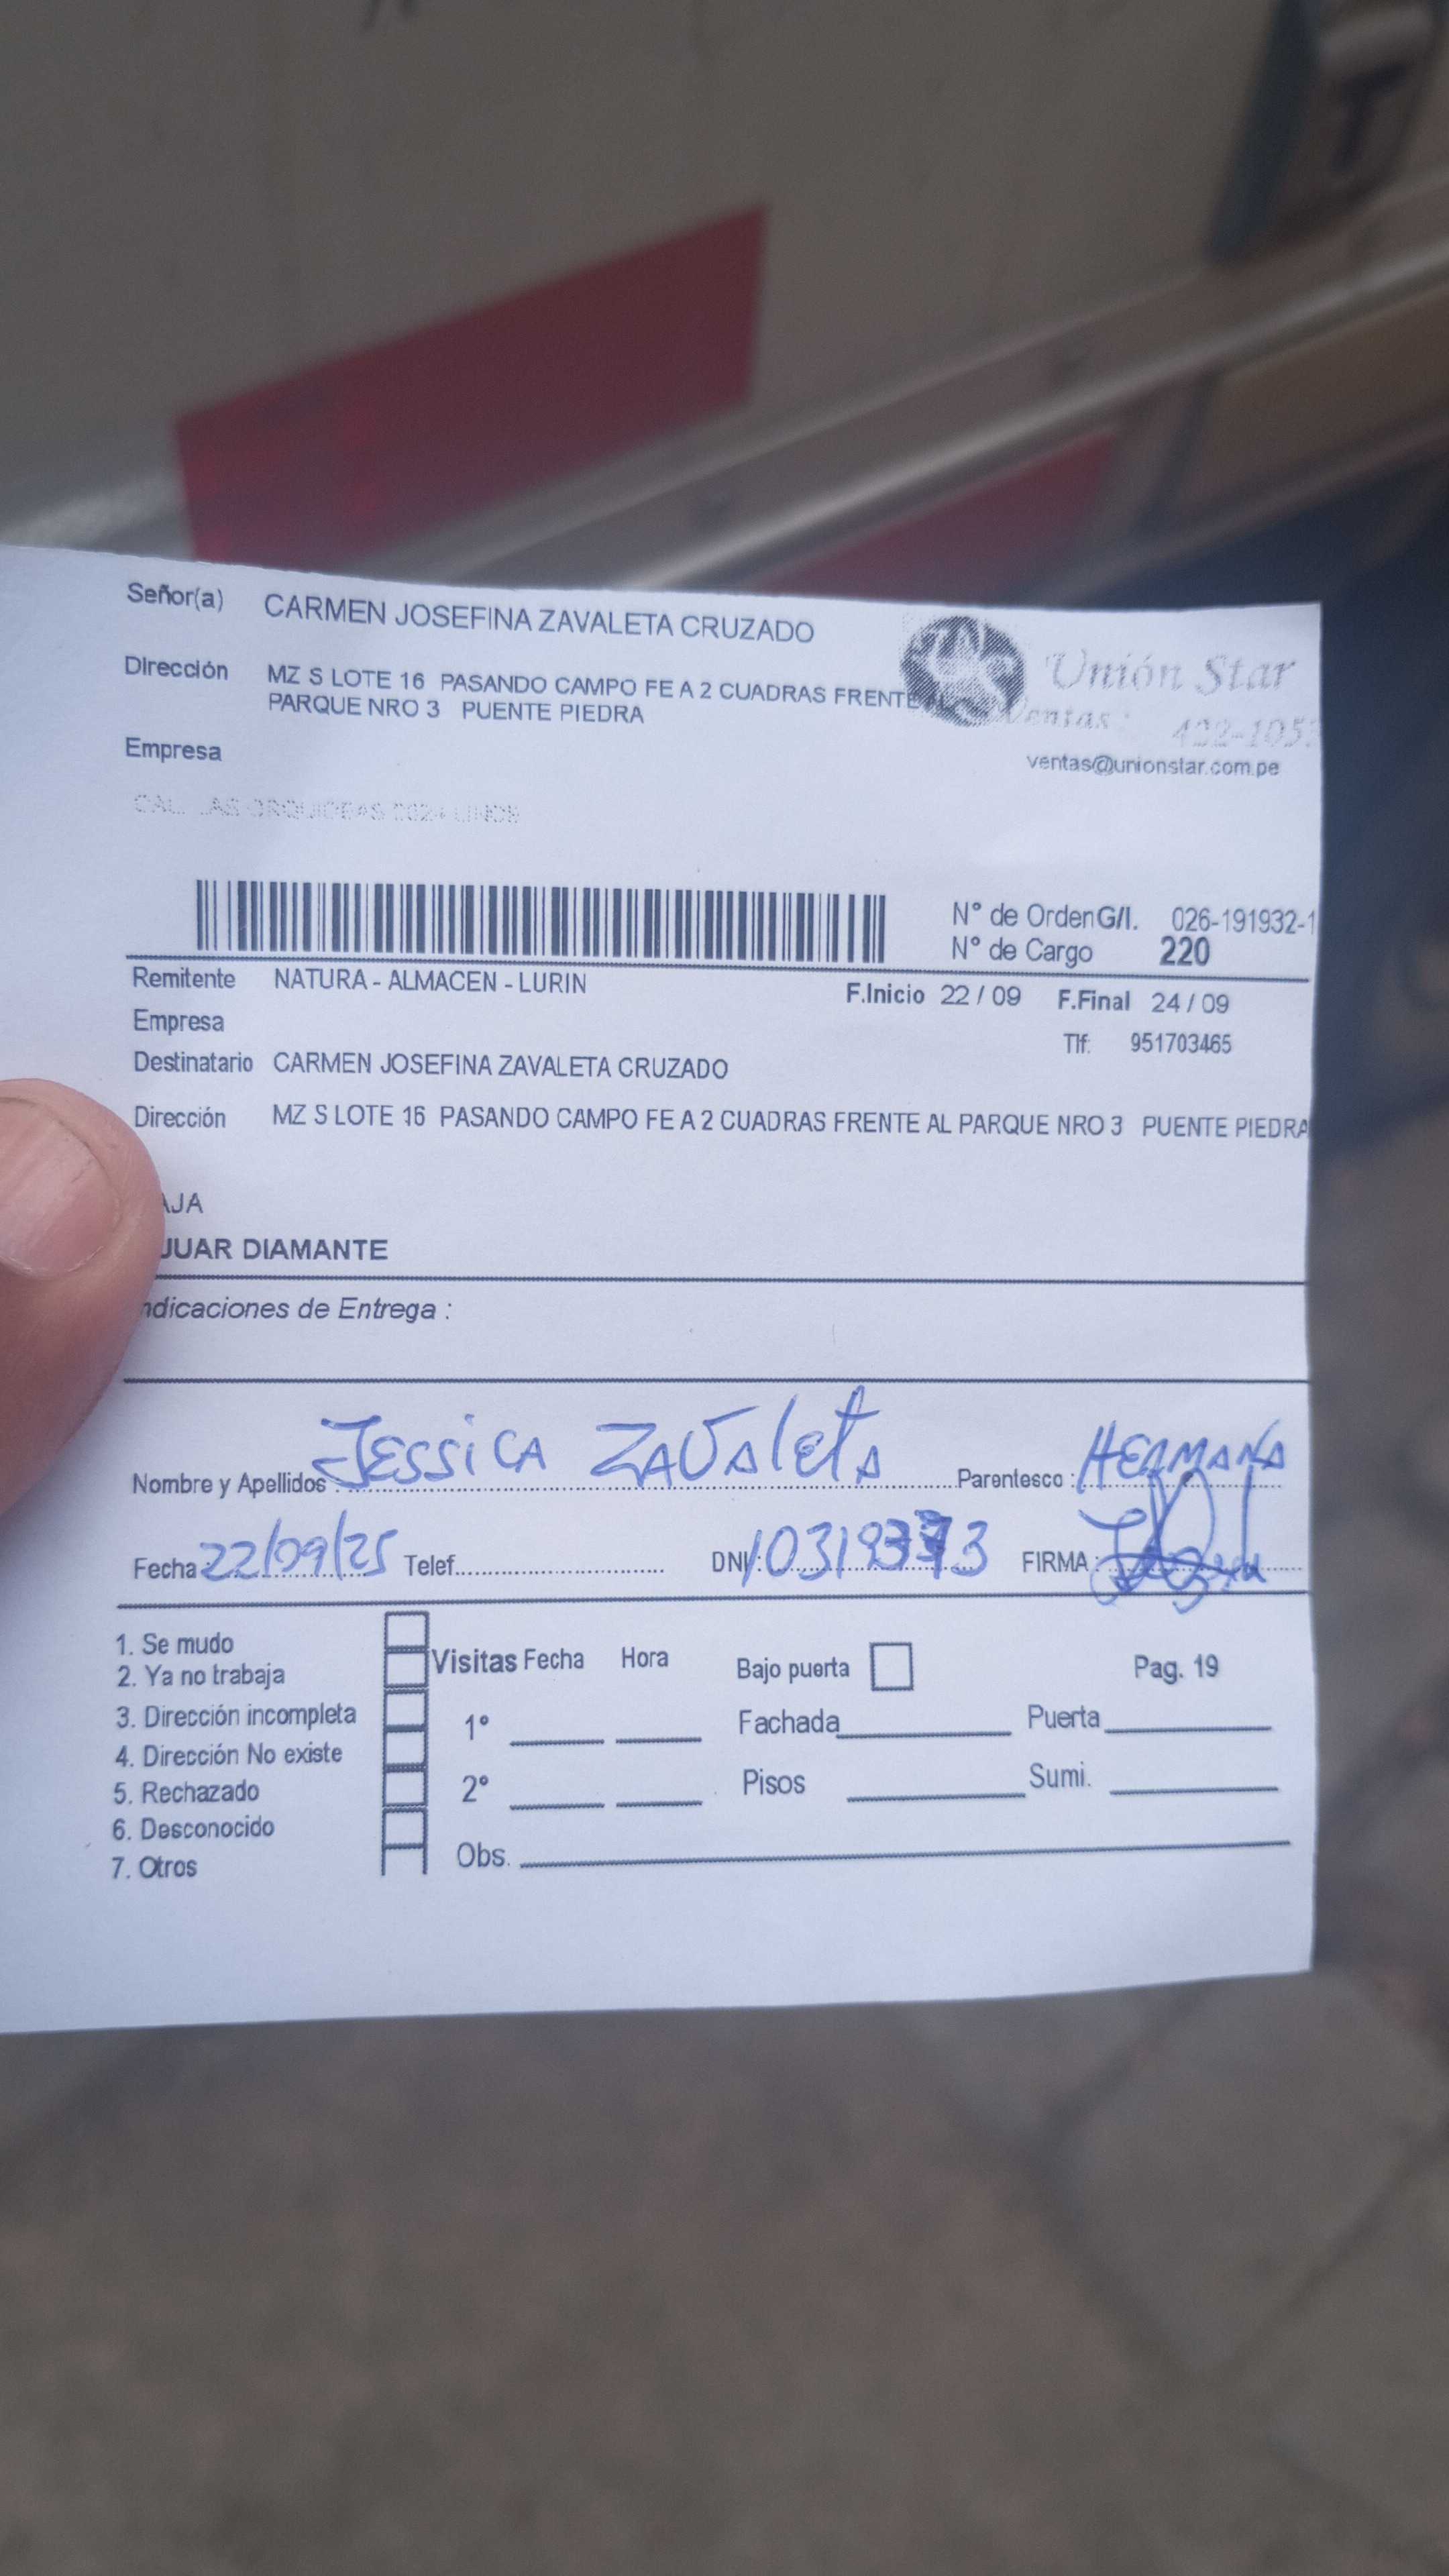 Señor(a) CARMEN JOSEFINA ZAVALETA CRUZADO
Dirección MZ S LOTE 16 PASANDO CAMPO FE A 2 CUADRAS FRENTE
PARQUE NRO 3 PUENTE PIEDRA
Unión Star
Ventas: 422-105
ventas@unionstar.com.pe
Empresa
N° de Orden G/I. 026-191932-1
N° de Cargo 220
Remitente NATURA - ALMACEN - LURIN
F.Inicio 22 / 09 F.Final 24 / 09
Empresa
Tlf: 951703465
Destinatario CARMEN JOSEFINA ZAVALETA CRUZADO
Dirección MZ S LOTE 16 PASANDO CAMPO FE A 2 CUADRAS FRENTE AL PARQUE NRO 3 PUENTE PIEDRA
AJA
JUAR DIAMANTE
ndicaciones de Entrega :
Nombre y Apellidos : JESSICA ZAVALETA Parentesco : HERMANA
Fecha : 22/09/25 Telef. DNI : FIRMA :
1. Se mudo
2. Ya no trabaja
3. Dirección incompleta
4. Dirección No existe
5. Rechazado
6. Desconocido
7. Otros
Visitas Fecha Hora
1°
2°
Obs.
Bajo puerta Pag. 19
Fachada Puerta
Pisos Sumi.